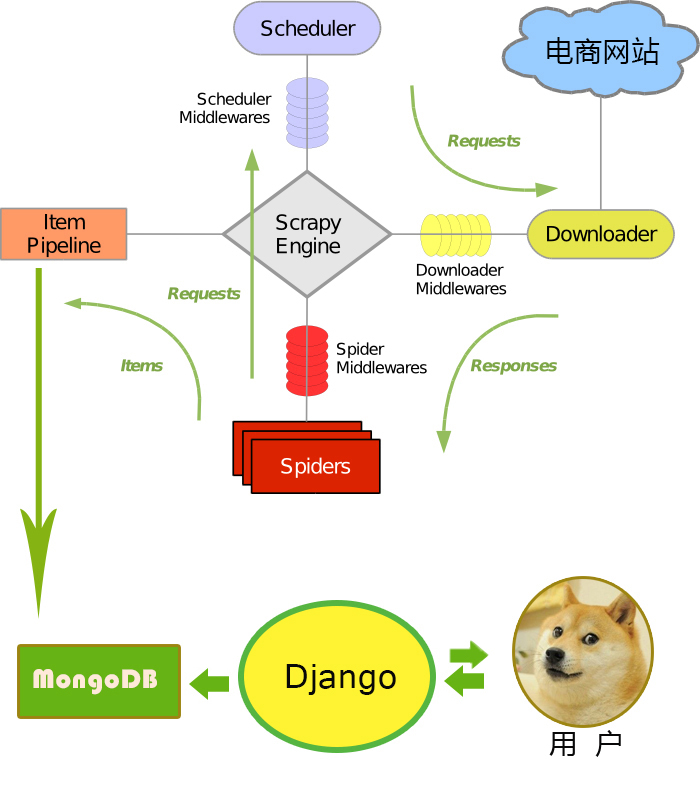 Scheduler
电商网站
Scheduler
Middlewares
Requests
Item
Pipeline
Scrapy
Engine
Downloader
Downloader
Middlewares
Requests
Items
Spider
Middlewares
Responses
Spiders
MongoDB
Django
用 户